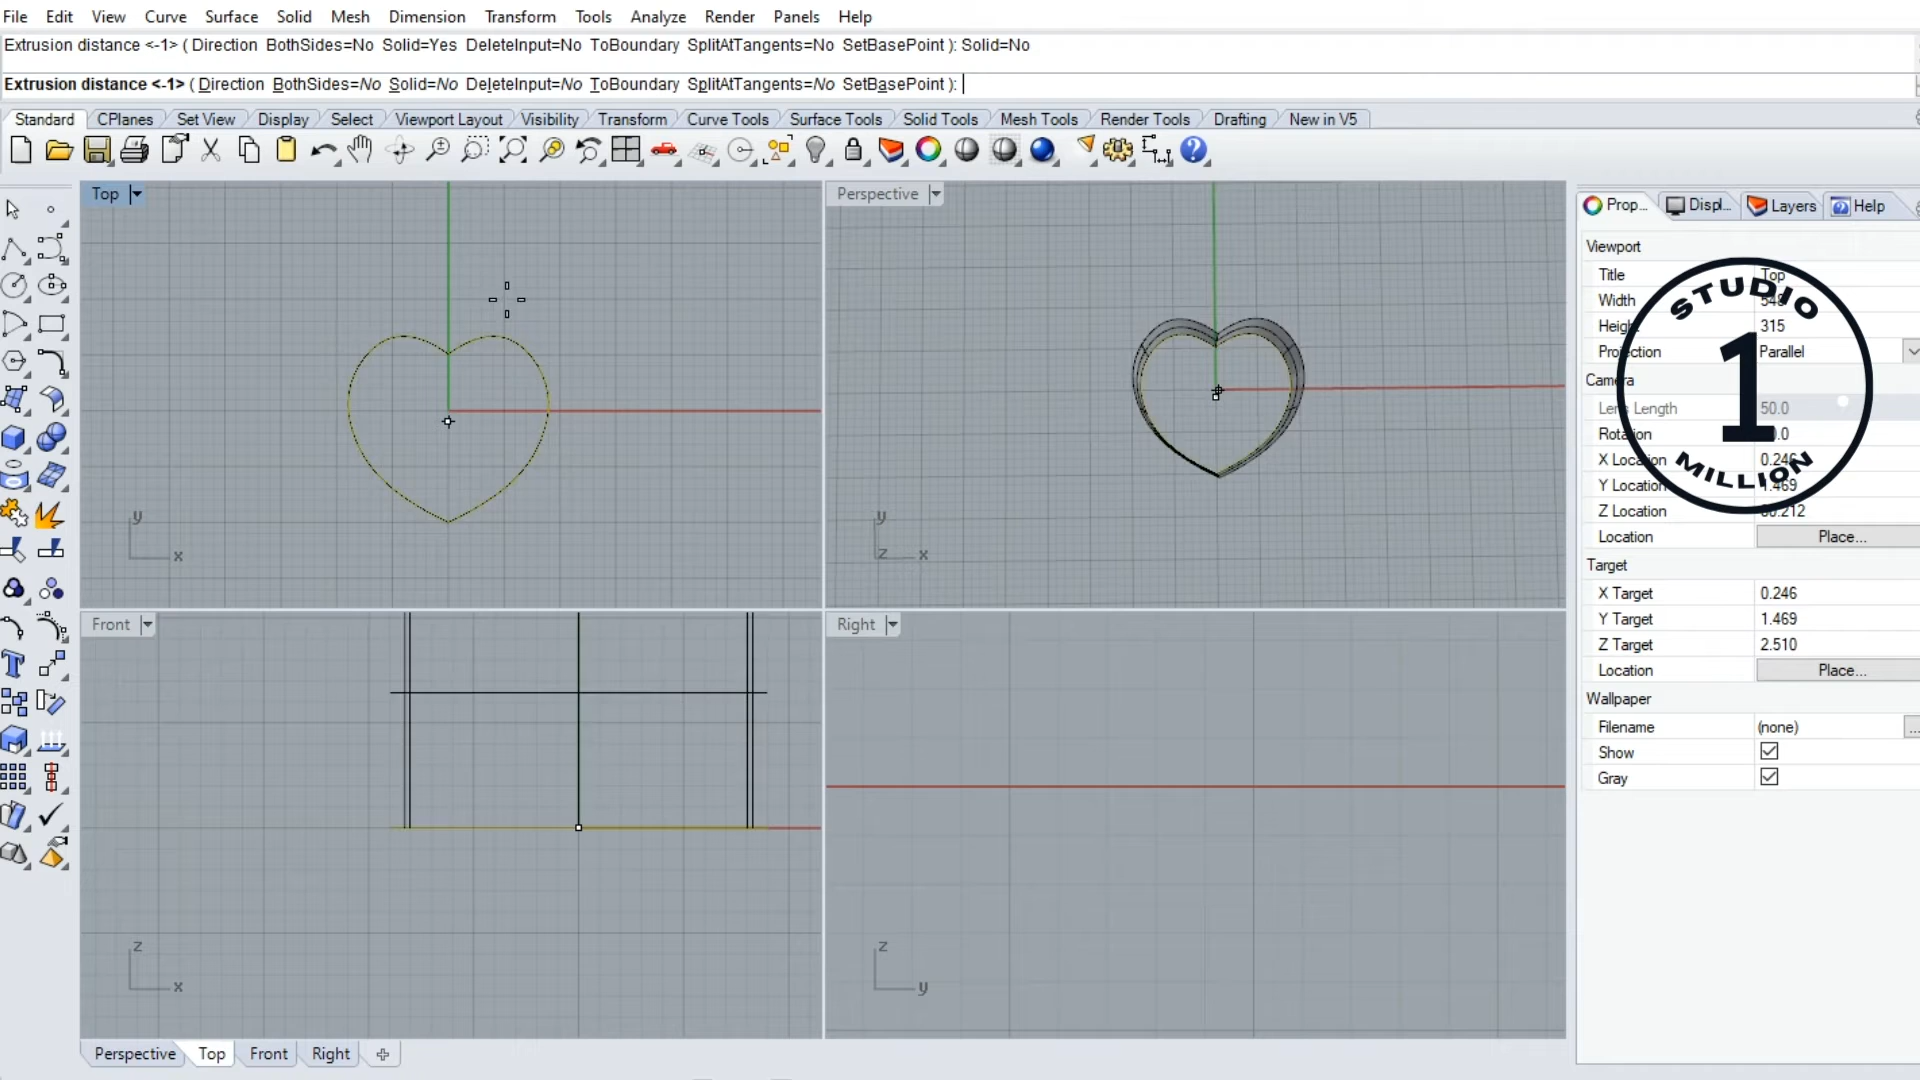 File Edit View Curve Surface Solid Mesh Dimension Transform Tools Analyze Render Panels Help
Extrusion distance <-1> ( Direction BothSides=No Solid=Yes DeleteInput=No ToBoundary SplitAtTangents=No SetBasePoint ): Solid=No
Extrusion distance <-1> ( Direction BothSides=No Solid=No DeleteInput=No ToBoundary SplitAtTangents=No SetBasePoint ):
Standard CPlanes Set View Display Select Viewport Layout Visibility Transform Curve Tools Surface Tools Solid Tools Mesh Tools Render Tools Drafting New in V5
Top
Perspective
y
x
y
z x
Front
Right
z
x
z
y
Perspective Top Front Right
Prop... Displ... Layers Help
Viewport
Title Top
Width
Height 315
Projection Parallel
Camera
Lens Length 50.0
Rotation
X Location 0.246
Y Location 1.469
Z Location
Location Place...
Target
X Target 0.246
Y Target 1.469
Z Target 2.510
Location Place...
Wallpaper
Filename (none) ...
Show
Gray
STUDIO
1
MILLION